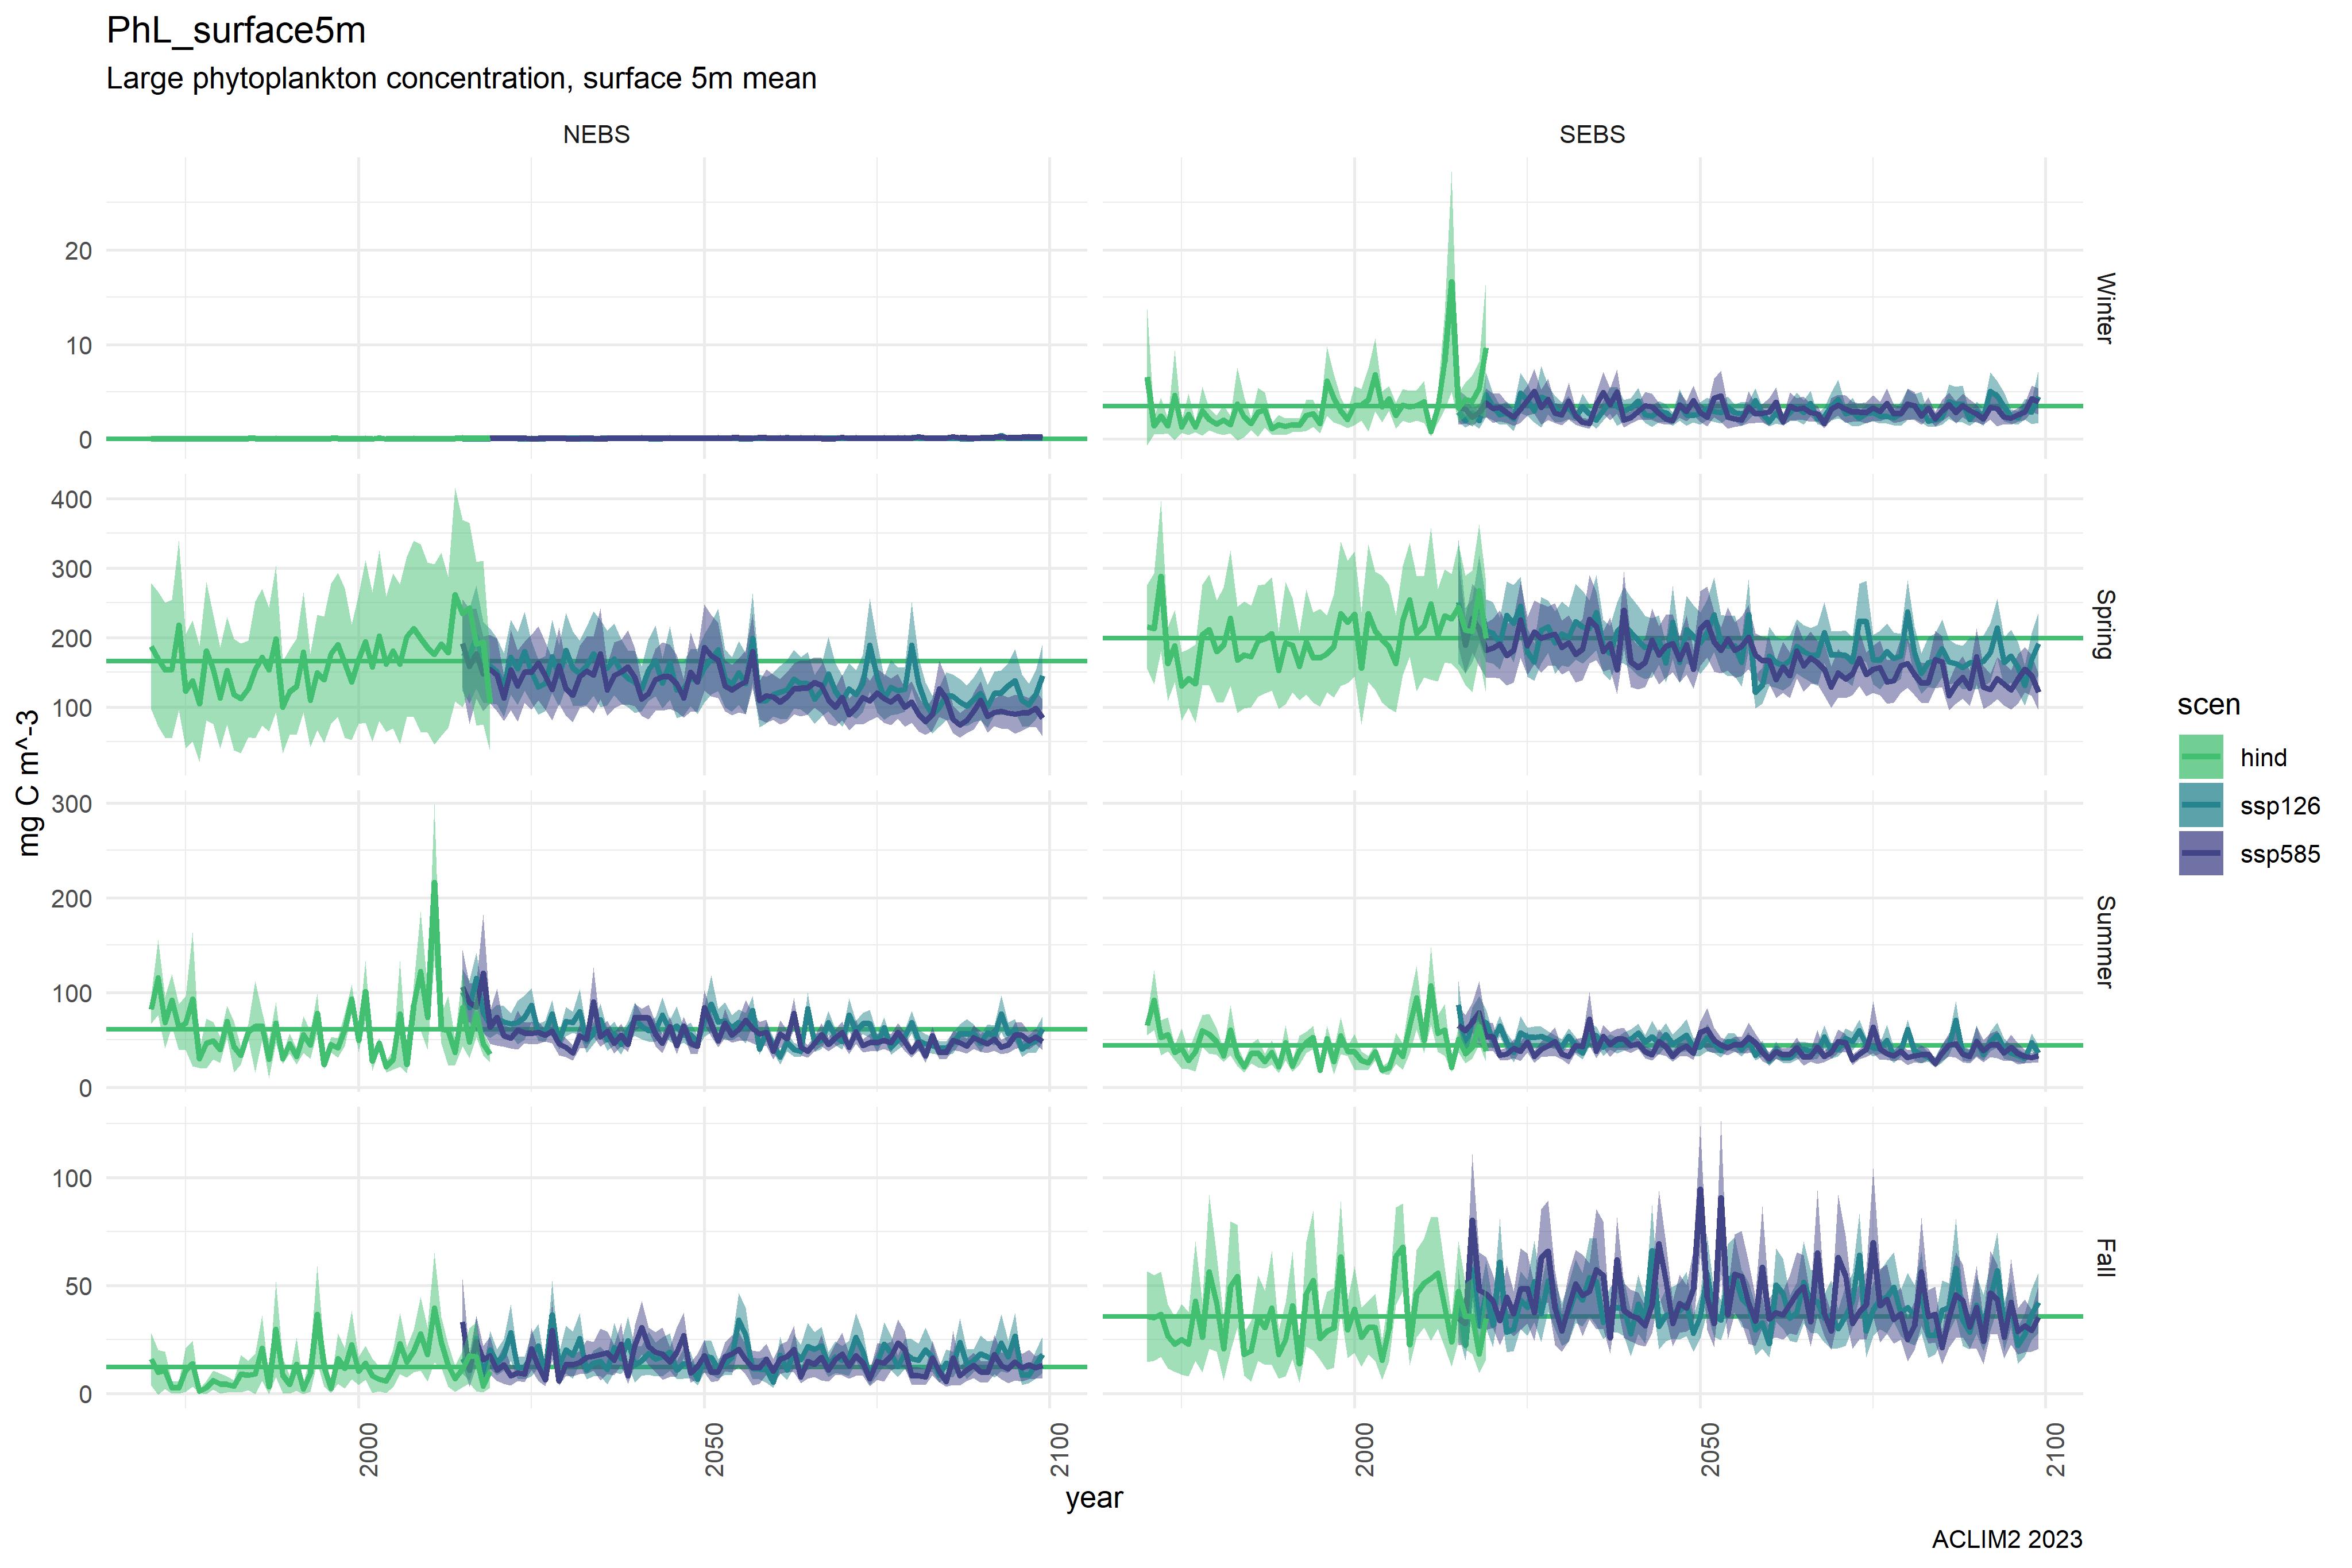 PhL_surface5m
Large phytoplankton concentration, surface 5m mean
NEBS
SEBS
20
10
0
Winter
400
300
200
100
Spring
300
200
100
0
Summer
100
50
0
Fall
mg C m^-3
2000
2050
2100
2000
2050
2100
year
scen
hind
ssp126
ssp585
ACLIM2 2023